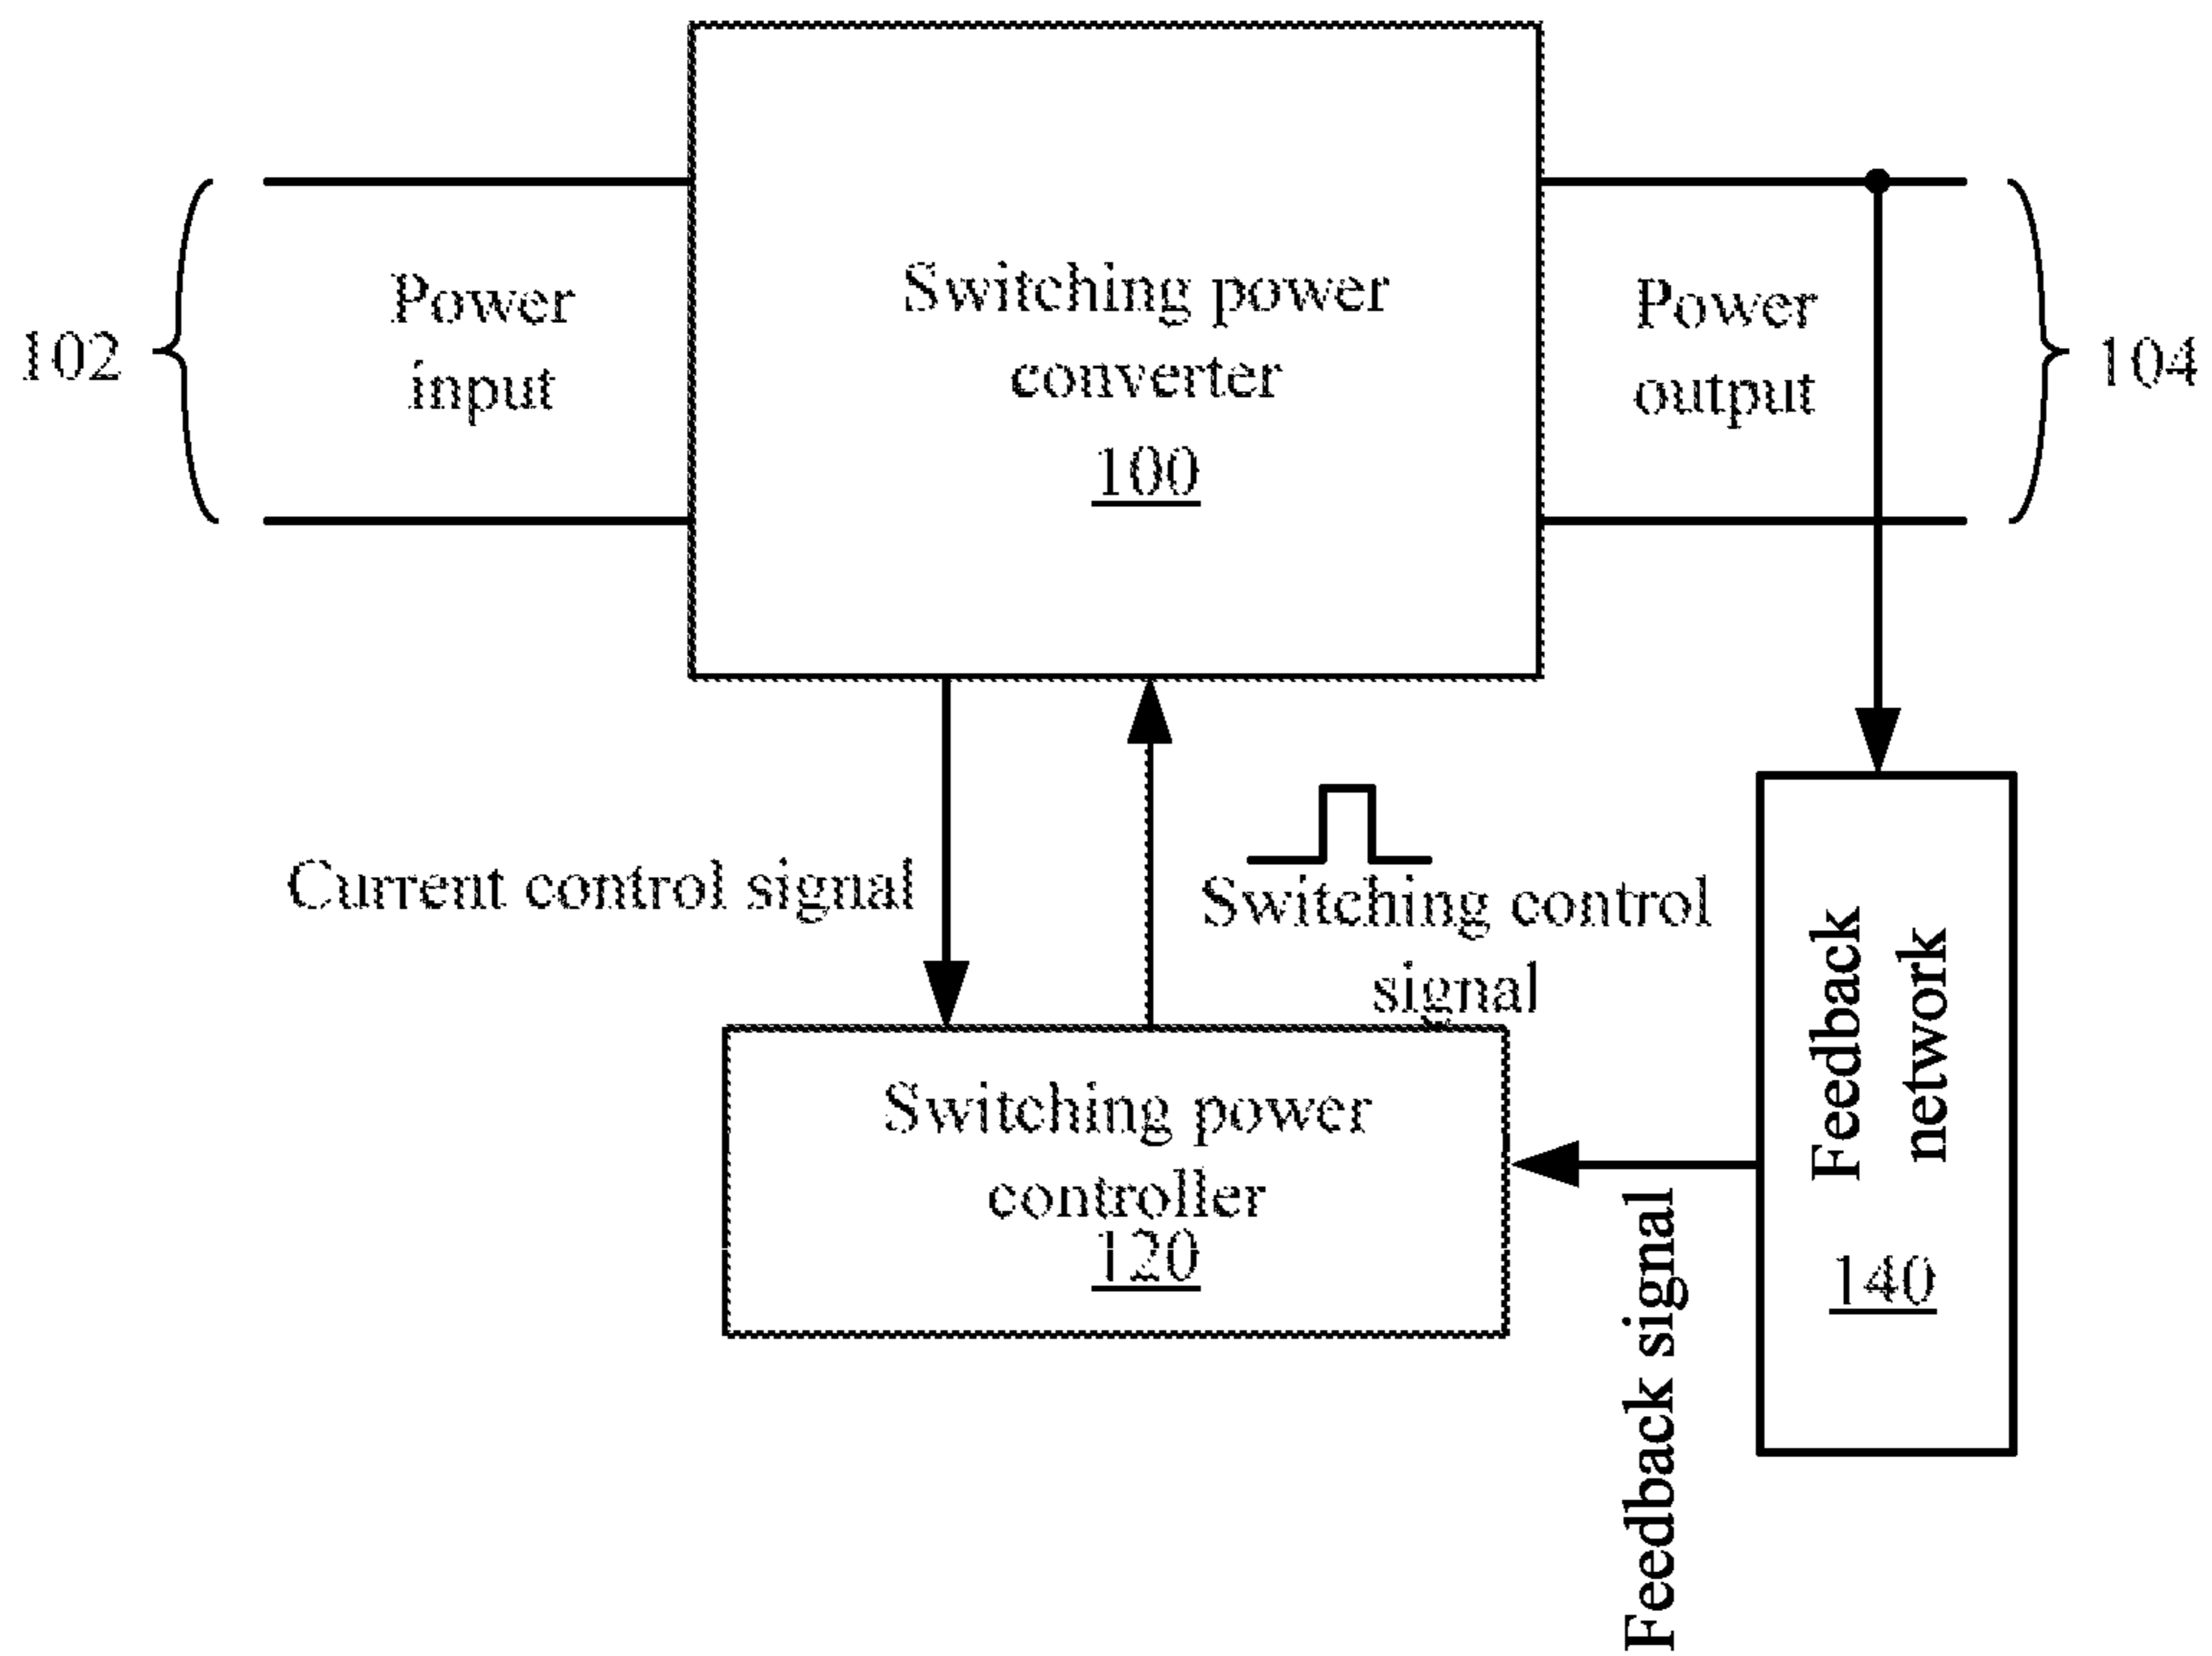 102
Power
input
Switching power
converter
100
Power
output
104
Current control signal
Switching control
signal
Switching power
controller
120
Feedback
network
140
Feedback signal